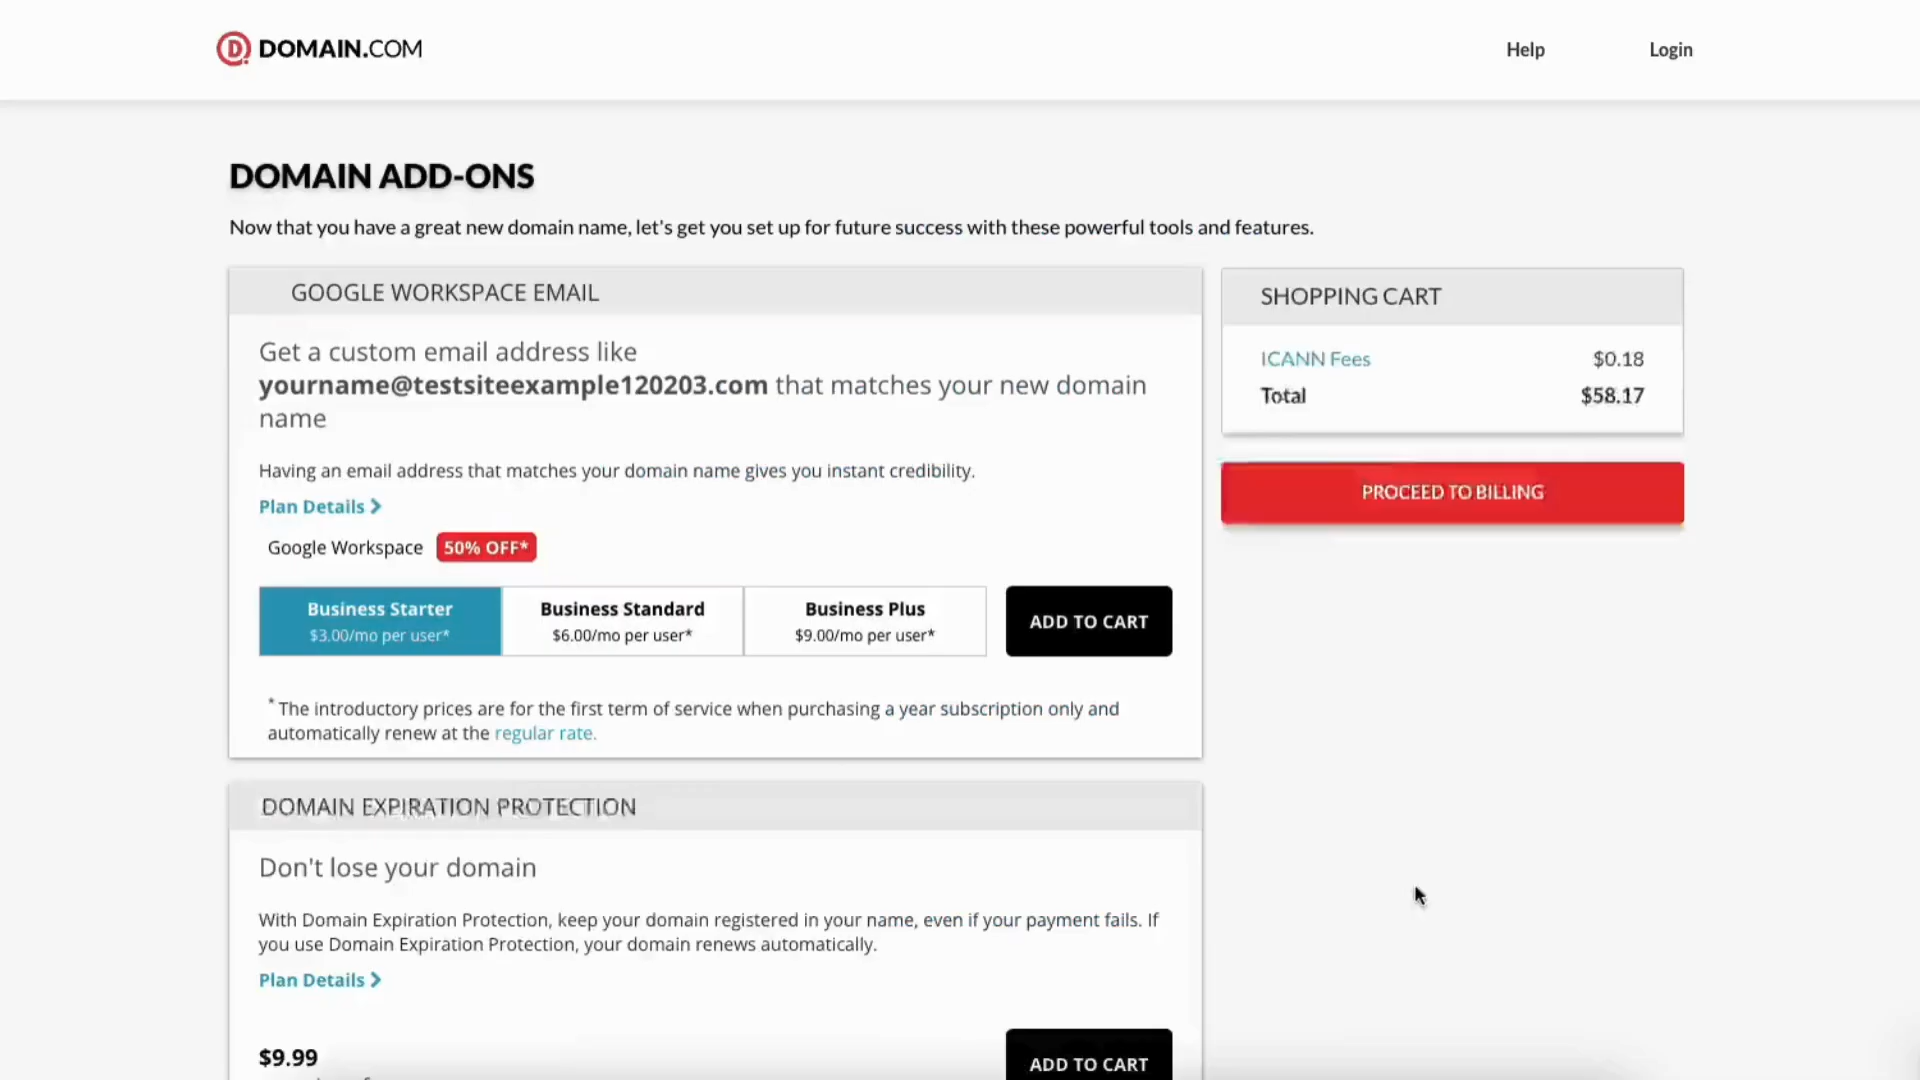 DOMAIN.COM
Help
Login
DOMAIN ADD-ONS
Now that you have a great new domain name, let's get you set up for future success with these powerful tools and features.
GOOGLE WORKSPACE EMAIL
Get a custom email address like
yourname@testsiteexample120203.com that matches your new domain
name
Having an email address that matches your domain name gives you instant credibility.
Plan Details
Google Workspace 50% OFF*
Business Starter
$3.00/mo per user*
Business Standard
$6.00/mo per user*
Business Plus
$9.00/mo per user*
ADD TO CART
* The introductory prices are for the first term of service when purchasing a year subscription only and
automatically renew at the regular rate.
SHOPPING CART
ICANN Fees $0.18
Total $58.17
PROCEED TO BILLING
DOMAIN EXPIRATION PROTECTION
Don't lose your domain
With Domain Expiration Protection, keep your domain registered in your name, even if your payment fails. If
you use Domain Expiration Protection, your domain renews automatically.
Plan Details
$9.99
ADD TO CART